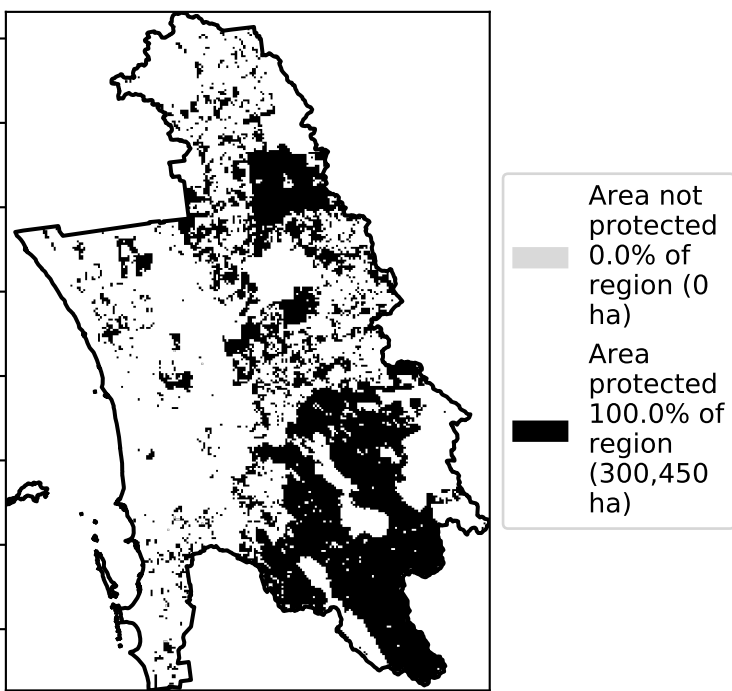 Area not
protected
0.0% of
region (0
ha)
Area
protected
100.0% of
region
(300,450
ha)